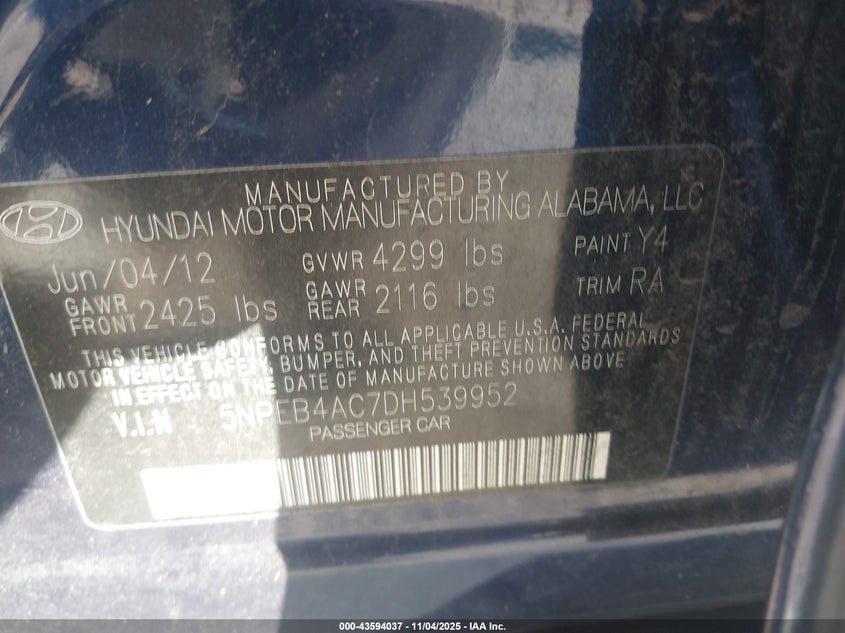 MANUFACTURED BY
HYUNDAI MOTOR MANUFACTURING ALABAMA, LLC
Jun/04/12 GVWR 4299 lbs PAINT Y4
GAWR FRONT 2425 lbs GAWR REAR 2116 lbs TRIM RA
THIS VEHICLE CONFORMS TO ALL APPLICABLE U.S.A. FEDERAL
MOTOR VEHICLE SAFETY, BUMPER, AND THEFT PREVENTION STANDARDS
IN EFFECT ON THE DATE OF MANUFACTURE SHOWN ABOVE
V.I.N 5NPEB4AC7DH539952
PASSENGER CAR
000-43594037 - 11/04/2025 - IAA Inc.